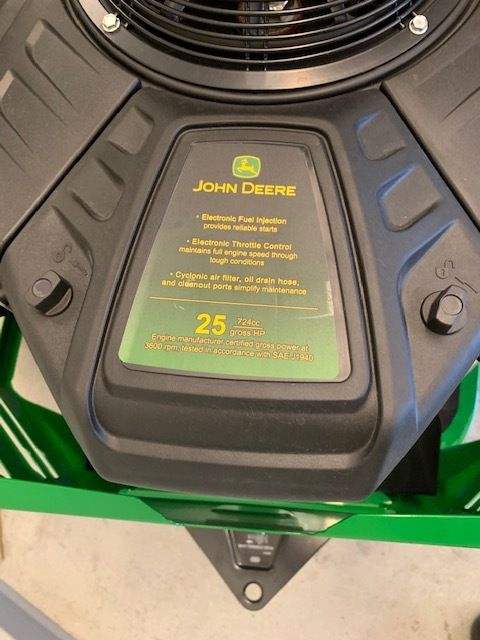 JOHN DEERE
• Electronic Fuel Injection
provides reliable starts
• Electronic Throttle Control
maintains full engine speed through
tough conditions
• Cyclonic air filter, oil drain hose,
and cleanout ports simplify maintenance
25 724cc
gross HP
Engine manufacturer certified gross power at
3600 rpm, tested in accordance with SAE J1940